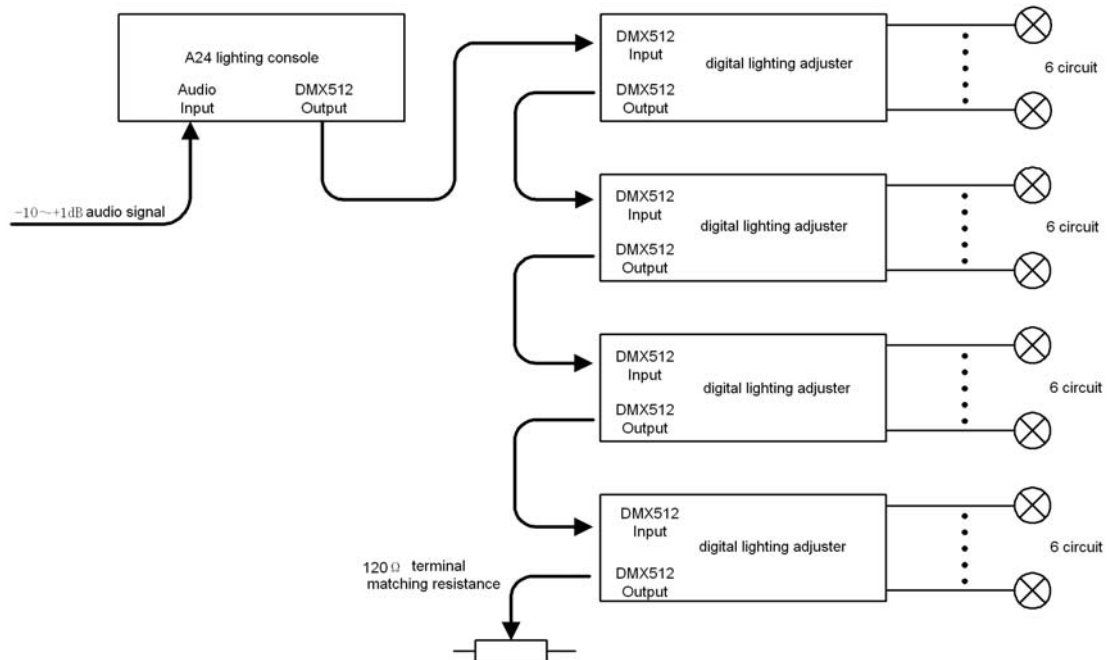 A24 lighting console
Audio
Input
DMX512
Output
-10～+1dB audio signal
DMX512
Input
digital lighting adjuster
DMX512
Output
6 circuit
DMX512
Input
digital lighting adjuster
DMX512
Output
6 circuit
DMX512
Input
digital lighting adjuster
DMX512
Output
6 circuit
DMX512
Input
digital lighting adjuster
DMX512
Output
6 circuit
120Ω terminal
matching resistance